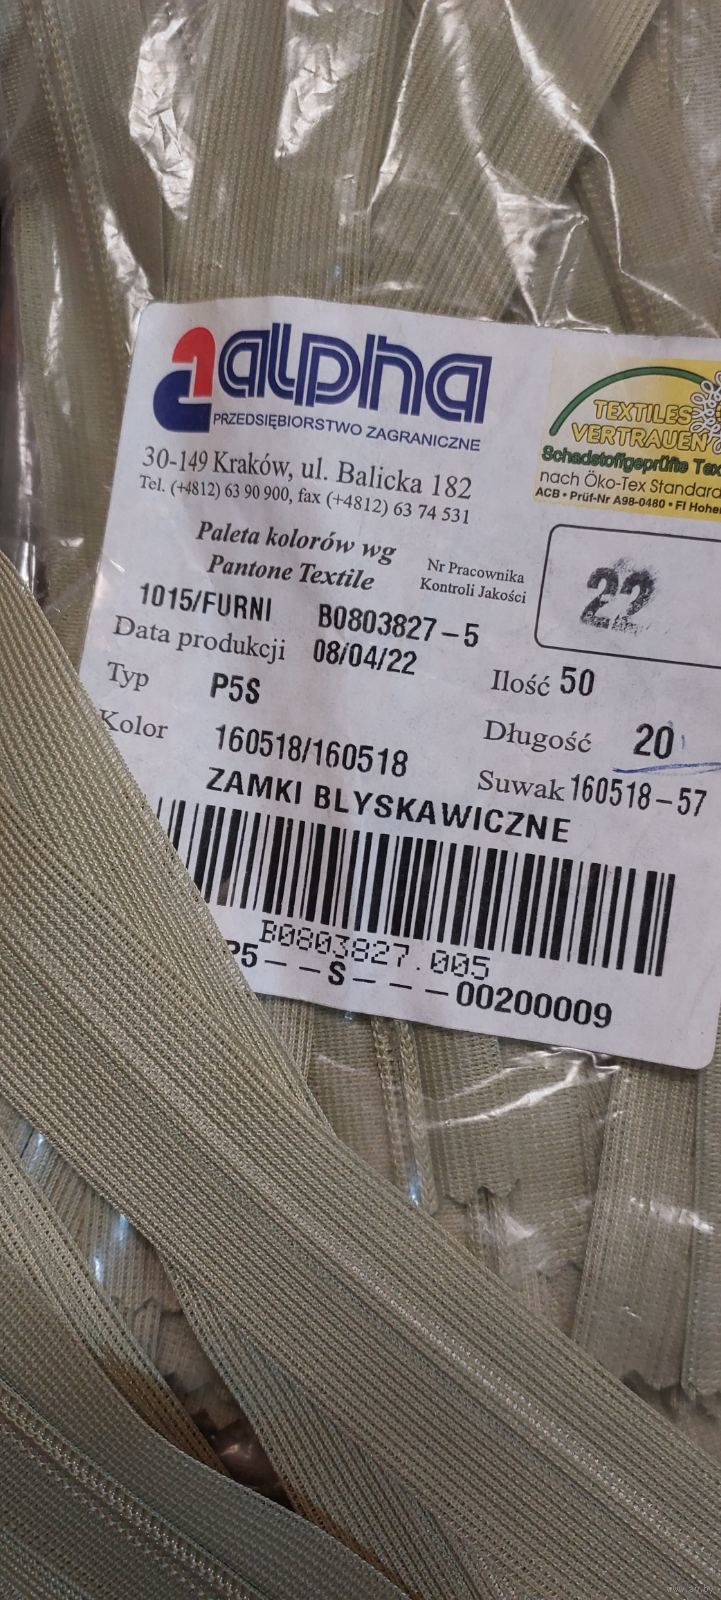 alpha
PRZEDSIĘBIORSTWO ZAGRANICZNE
30-149 Kraków, ul. Balicka 182
Tel. (+4812) 63 90 900, fax (+4812) 63 74 531
TEXTILES
VERTRAUEN
Schadstoffgeprüfte Tex
nach Öko-Tex Standard
ACB • Prüf-Nr A98-0480 • FI Hohen
Paleta kolorów wg
Pantone Textile
Nr Pracownika
Kontroli Jakości
22
1015/FURNI B0803827-5
Data produkcji 08/04/22
Ilość 50
Typ P5S
Długość 20
Kolor 160518/160518
Suwak 160518-57
ZAMKI BLYSKAWICZNE
B0803827.005
P5--S---00200009